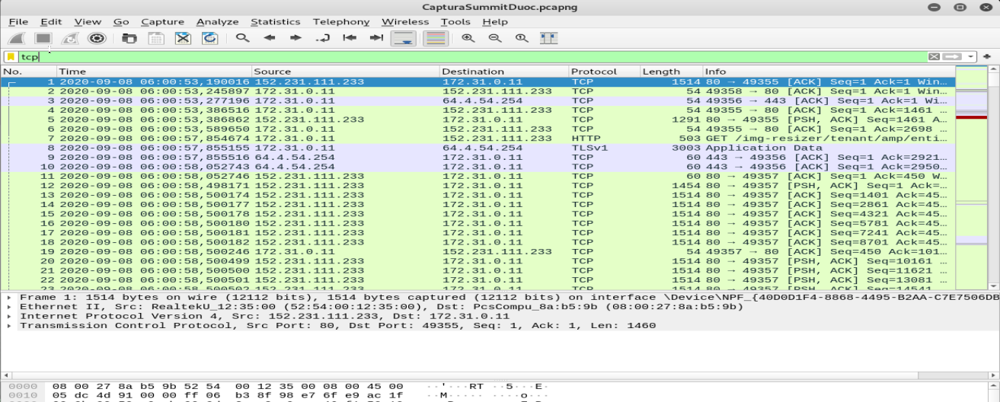 CapturaSummitDuoc.pcapng
File Edit View Go Capture Analyze Statistics Telephony Wireless Tools Help
tcp
No. Time Source Destination Protocol Length Info
1 2020-09-08 06:00:53,190016 152.231.111.233 172.31.0.11 TCP 1514 80 → 49355 [ACK] Seq=1 Ack=1 Win…
2 2020-09-08 06:00:53,245897 172.31.0.11 152.231.111.233 TCP 54 49358 → 80 [ACK] Seq=1 Ack=1 Win…
3 2020-09-08 06:00:53,277196 172.31.0.11 64.4.54.254 TCP 54 49356 → 443 [ACK] Seq=1 Ack=1 Wi…
4 2020-09-08 06:00:53,386516 172.31.0.11 152.231.111.233 TCP 54 49355 → 80 [ACK] Seq=1 Ack=1461 …
5 2020-09-08 06:00:53,386862 152.231.111.233 172.31.0.11 TCP 1291 80 → 49355 [PSH, ACK] Seq=1461 A…
6 2020-09-08 06:00:53,589650 172.31.0.11 152.231.111.233 TCP 54 49355 → 80 [ACK] Seq=1 Ack=2698 …
7 2020-09-08 06:00:57,854674 172.31.0.11 152.231.111.233 HTTP 503 GET /img-resizer/tenant/amp/enti…
8 2020-09-08 06:00:57,855155 172.31.0.11 64.4.54.254 TLSv1 3003 Application Data
9 2020-09-08 06:00:57,855516 64.4.54.254 172.31.0.11 TCP 60 443 → 49356 [ACK] Seq=1 Ack=2921…
10 2020-09-08 06:00:58,052743 64.4.54.254 172.31.0.11 TCP 60 443 → 49356 [ACK] Seq=1 Ack=2950…
11 2020-09-08 06:00:58,052746 152.231.111.233 172.31.0.11 TCP 60 80 → 49357 [ACK] Seq=1 Ack=450 W…
12 2020-09-08 06:00:58,498171 152.231.111.233 172.31.0.11 TCP 1454 80 → 49357 [PSH, ACK] Seq=1 Ack=…
13 2020-09-08 06:00:58,500174 152.231.111.233 172.31.0.11 TCP 1514 80 → 49357 [ACK] Seq=1401 Ack=45…
14 2020-09-08 06:00:58,500177 152.231.111.233 172.31.0.11 TCP 1514 80 → 49357 [ACK] Seq=2861 Ack=45…
15 2020-09-08 06:00:58,500178 152.231.111.233 172.31.0.11 TCP 1514 80 → 49357 [ACK] Seq=4321 Ack=45…
16 2020-09-08 06:00:58,500180 152.231.111.233 172.31.0.11 TCP 1514 80 → 49357 [ACK] Seq=5781 Ack=45…
17 2020-09-08 06:00:58,500181 152.231.111.233 172.31.0.11 TCP 1514 80 → 49357 [ACK] Seq=7241 Ack=45…
18 2020-09-08 06:00:58,500182 152.231.111.233 172.31.0.11 TCP 1514 80 → 49357 [ACK] Seq=8701 Ack=45…
19 2020-09-08 06:00:58,500246 172.31.0.11 152.231.111.233 TCP 54 49357 → 80 [ACK] Seq=450 Ack=101…
20 2020-09-08 06:00:58,500499 152.231.111.233 172.31.0.11 TCP 1514 80 → 49357 [PSH, ACK] Seq=10161 …
21 2020-09-08 06:00:58,500500 152.231.111.233 172.31.0.11 TCP 1514 80 → 49357 [PSH, ACK] Seq=11621 …
22 2020-09-08 06:00:58,500501 152.231.111.233 172.31.0.11 TCP 1514 80 → 49357 [PSH, ACK] Seq=13081 …
23 2020-09-08 06:00:58,500502 152.231.111.233 172.31.0.11 TCP 1514 80 → 49357 [PSH, ACK] Seq=14541 …
Frame 1: 1514 bytes on wire (12112 bits), 1514 bytes captured (12112 bits) on interface \Device\NPF_{40D0D1F4-8868-4495-B2AA-C7E7506DB
Ethernet II, Src: RealtekU_12:35:00 (52:54:00:12:35:00), Dst: PcsCompu_8a:b5:9b (08:00:27:8a:b5:9b)
Internet Protocol Version 4, Src: 152.231.111.233, Dst: 172.31.0.11
Transmission Control Protocol, Src Port: 80, Dst Port: 49355, Seq: 1, Ack: 1, Len: 1460
0000 08 00 27 8a b5 9b 52 54 00 12 35 00 08 00 45 00 ··'···RT ··5···E·
0010 05 dc 4d 91 00 00 ff 06 b3 8f 98 e7 6f e9 ac 1f ··M····· ····o···